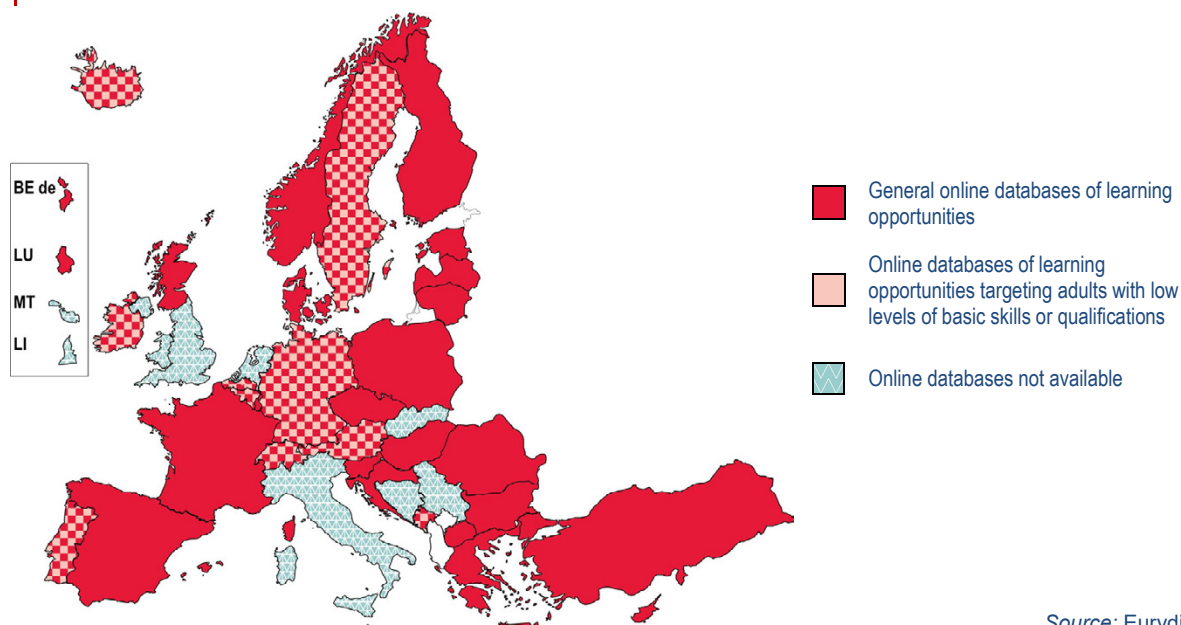 BE de
LU
MT
LI
General online databases of learning
opportunities
Online databases of learning
opportunities targeting adults with low
levels of basic skills or qualifications
Online databases not available
Source: